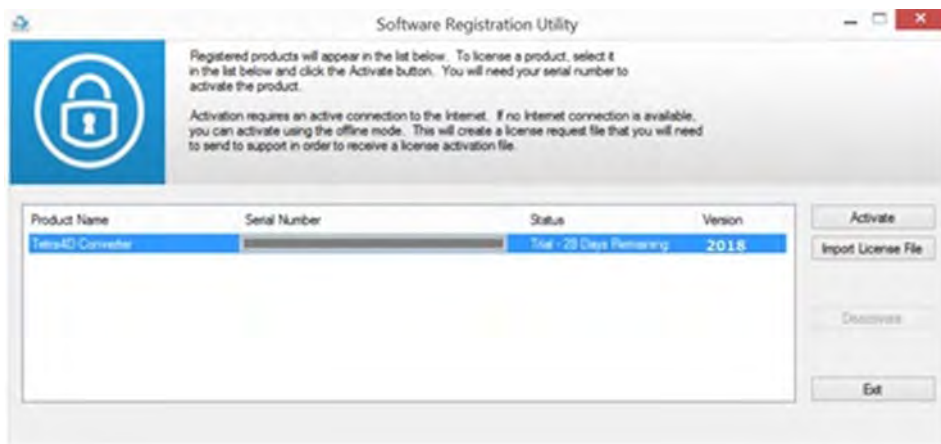 Software Registration Utility
Registered products will appear in the list below. To license a product, select it
in the list below and click the Activate button. You will need your serial number to
activate the product.
Activation requires an active connection to the Internet. If no Internet connection is available,
you can activate using the offline mode. This will create a license request file that you will need
to send to support in order to receive a license activation file.
Product Name Serial Number Status Version
Tetra4D Converter Trial - 28 Days Remaining 2018
Activate
Import License File
Deactivate
Exit